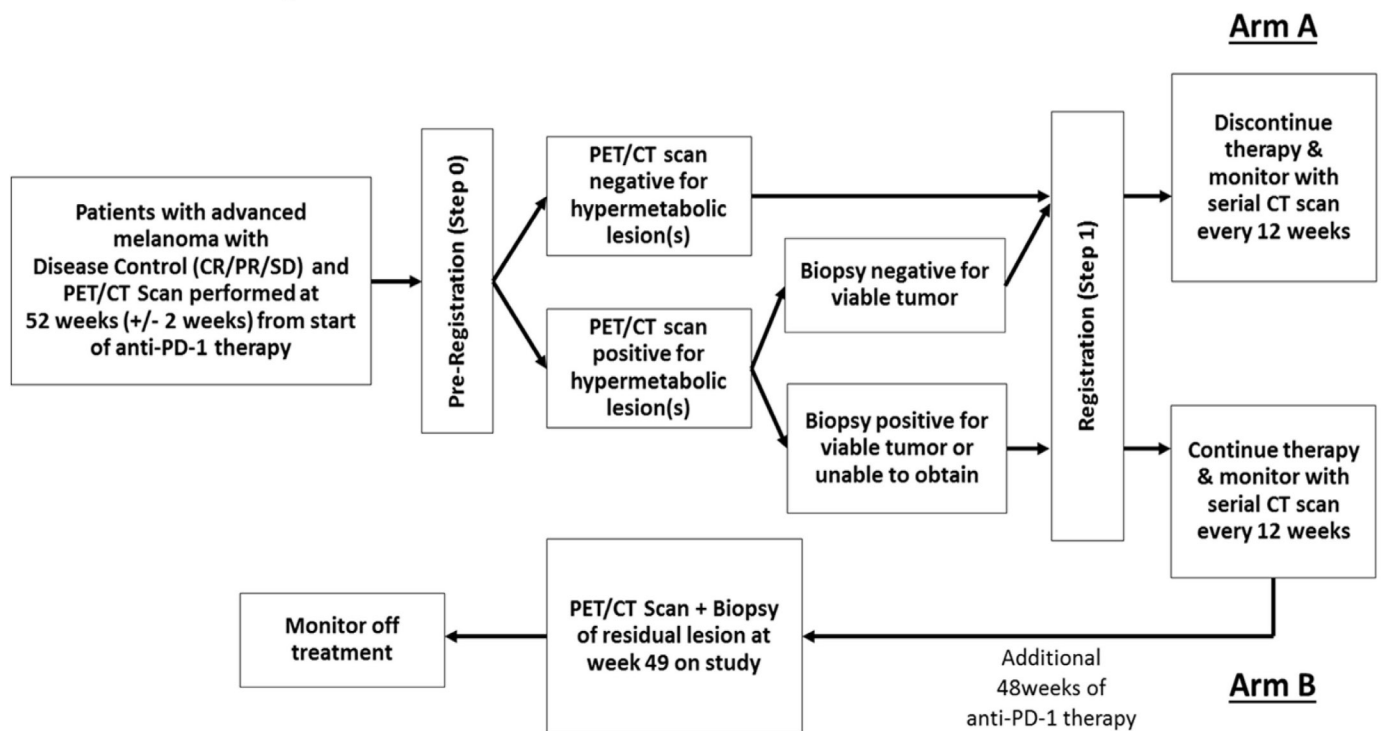 Arm A
Patients with advanced
melanoma with
Disease Control (CR/PR/SD) and
PET/CT Scan performed at
52 weeks (+/- 2 weeks) from start
of anti-PD-1 therapy
Pre-Registration (Step 0)
PET/CT scan
negative for
hypermetabolic
lesion(s)
PET/CT scan
positive for
hypermetabolic
lesion(s)
Biopsy negative for
viable tumor
Biopsy positive for
viable tumor or
unable to obtain
Registration (Step 1)
Discontinue
therapy &
monitor with
serial CT scan
every 12 weeks
Continue therapy
& monitor with
serial CT scan
every 12 weeks
Additional
48weeks of
anti-PD-1 therapy
Arm B
PET/CT Scan + Biopsy
of residual lesion at
week 49 on study
Monitor off
treatment